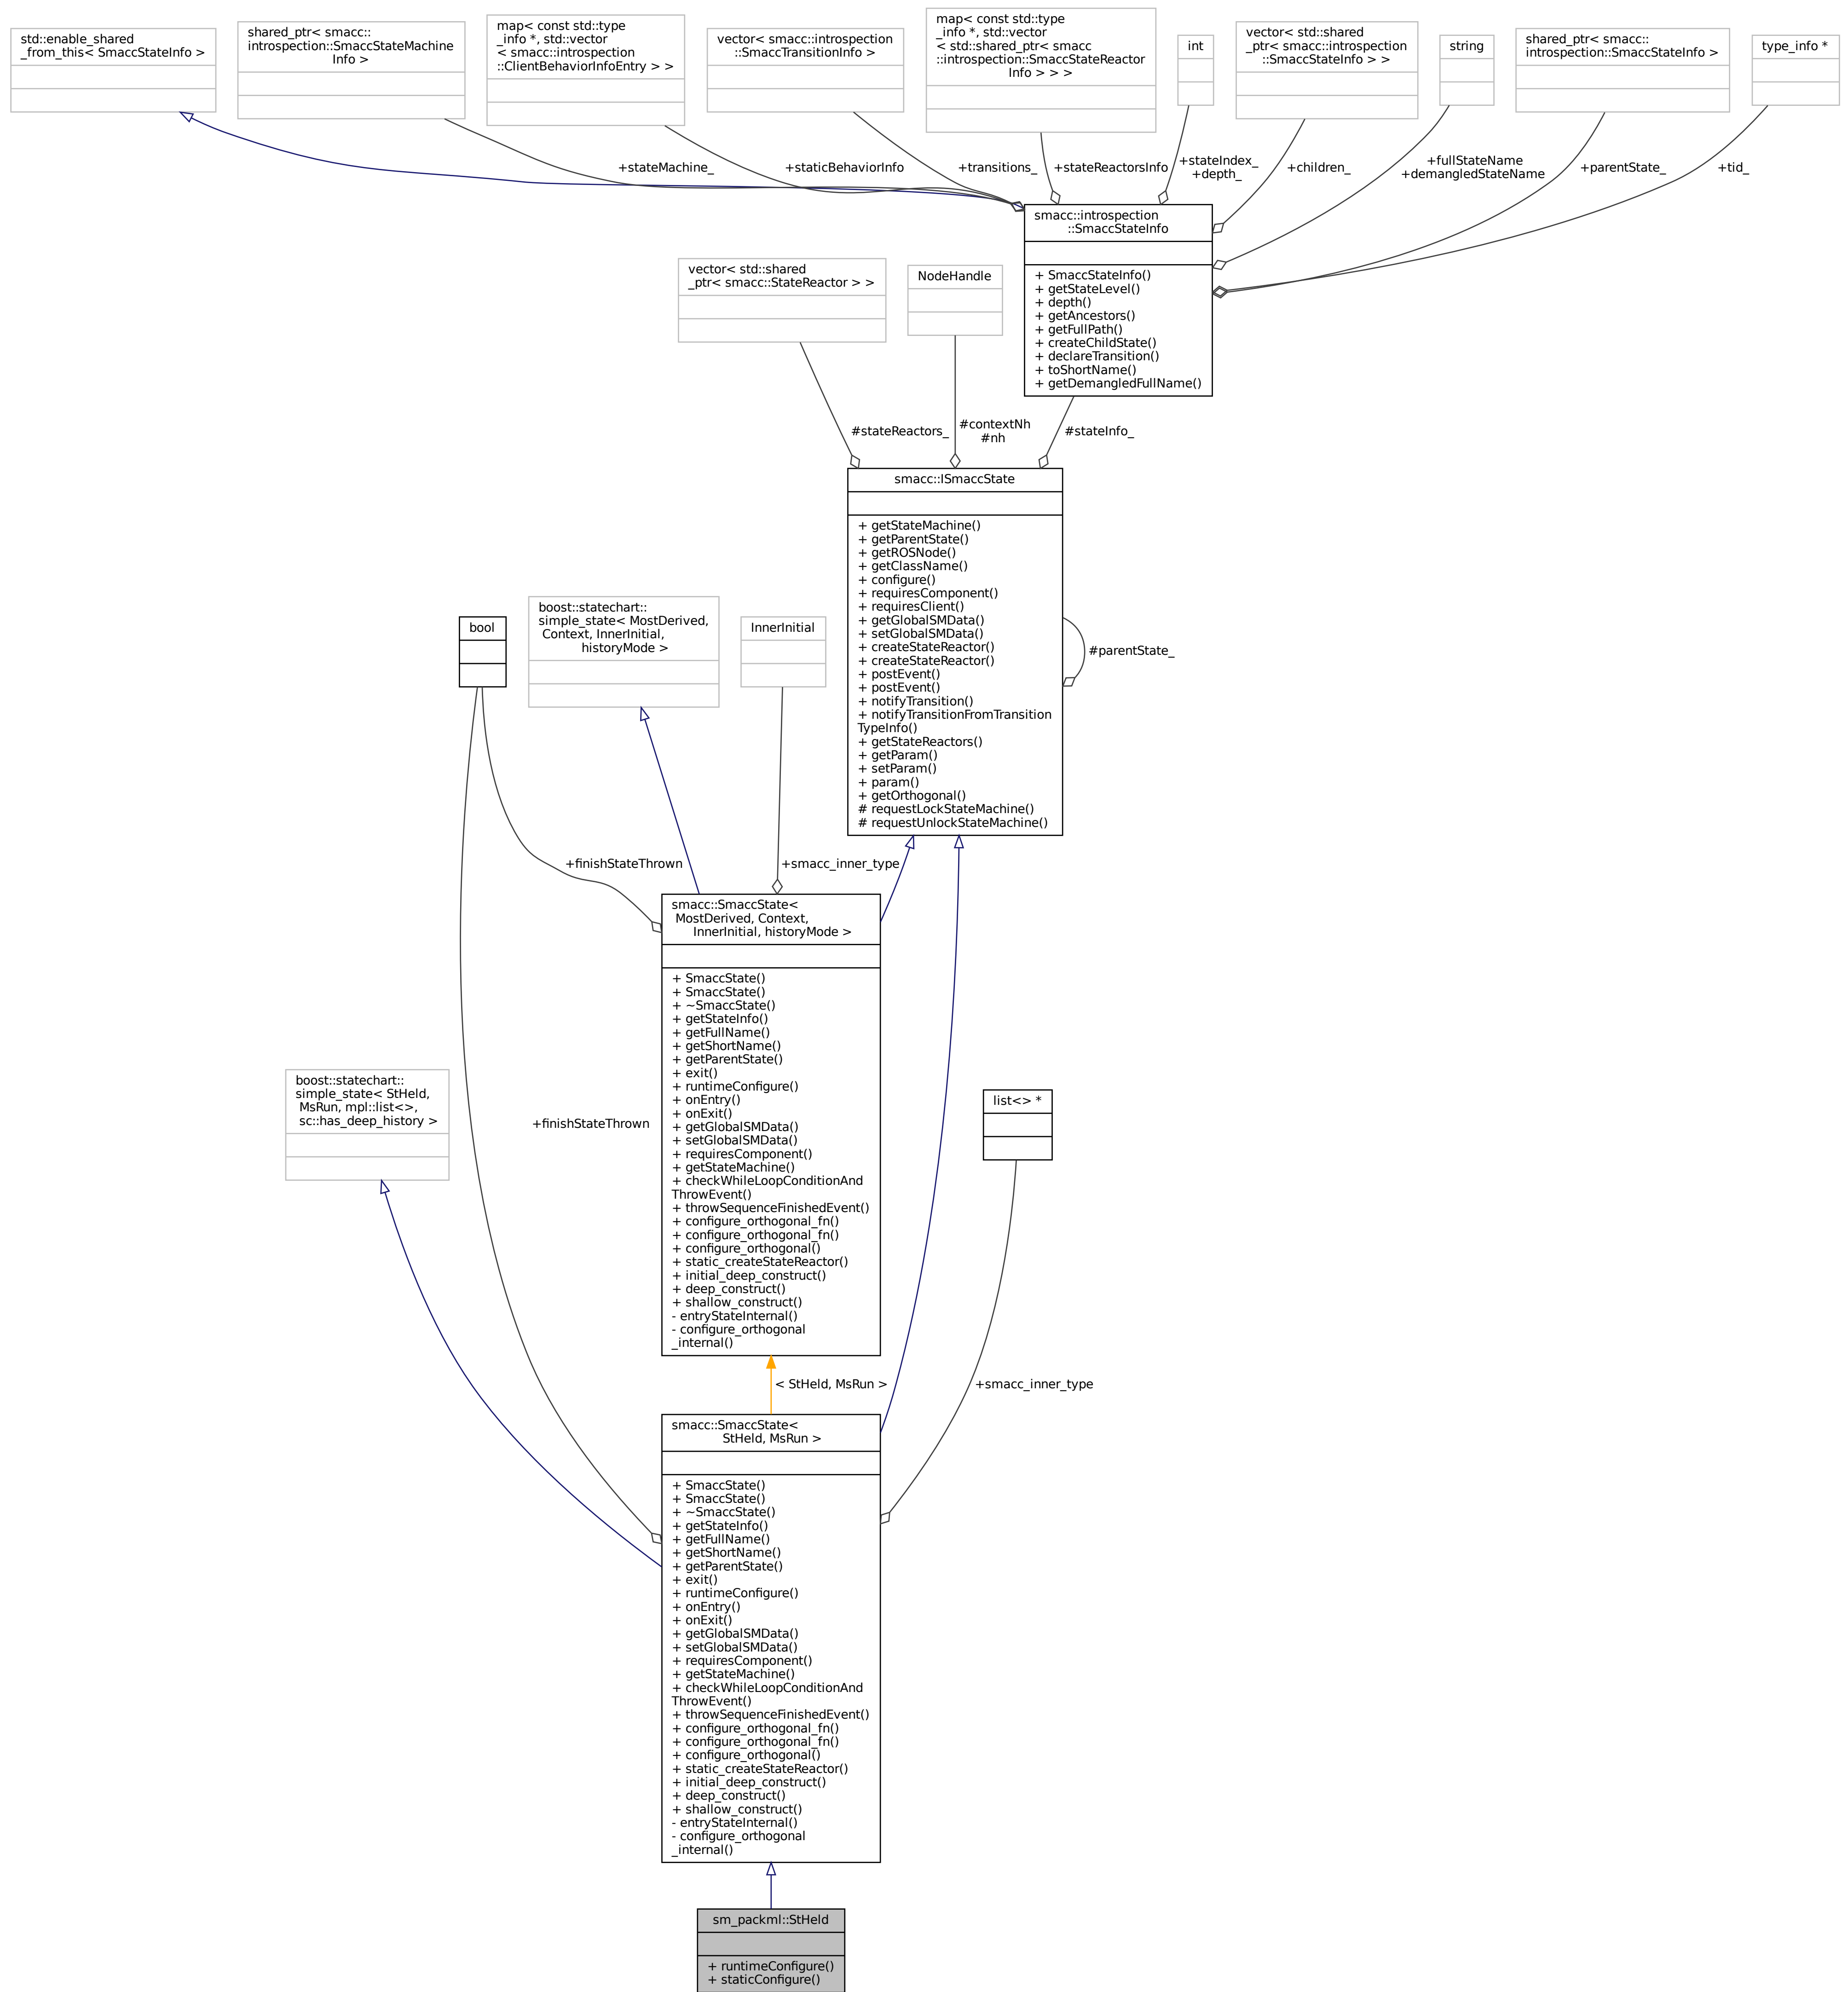 std::enable_shared
_from_this< SmaccStateInfo >
shared_ptr< smacc::
introspection::SmaccStateMachine
Info >
map< const std::type
_info *, std::vector
< smacc::introspection
::ClientBehaviorInfoEntry > >
vector< smacc::introspection
::SmaccTransitionInfo >
map< const std::type
_info *, std::vector
< std::shared_ptr< smacc
::introspection::SmaccStateReactor
Info > > >
int
vector< std::shared
_ptr< smacc::introspection
::SmaccStateInfo > >
string
shared_ptr< smacc::
introspection::SmaccStateInfo >
type_info *
+stateMachine_
+staticBehaviorInfo
+transitions_
+stateReactorsInfo
+stateIndex_
+depth_
+children_
+fullStateName
+demangledStateName
+parentState_
+tid_
smacc::introspection
::SmaccStateInfo
+ SmaccStateInfo()
+ getStateLevel()
+ depth()
+ getAncestors()
+ getFullPath()
+ createChildState()
+ declareTransition()
+ toShortName()
+ getDemangledFullName()
vector< std::shared
_ptr< smacc::StateReactor > >
NodeHandle
#stateReactors_
#contextNh
#nh
#stateInfo_
smacc::ISmaccState
+ getStateMachine()
+ getParentState()
+ getROSNode()
+ getClassName()
+ configure()
+ requiresComponent()
+ requiresClient()
+ getGlobalSMData()
+ setGlobalSMData()
+ createStateReactor()
+ createStateReactor()
+ postEvent()
+ postEvent()
+ notifyTransition()
+ notifyTransitionFromTransition
TypeInfo()
+ getStateReactors()
+ getParam()
+ setParam()
+ param()
+ getOrthogonal()
# requestLockStateMachine()
# requestUnlockStateMachine()
#parentState_
bool
boost::statechart::
simple_state< MostDerived,
Context, InnerInitial,
historyMode >
InnerInitial
+finishStateThrown
+smacc_inner_type
smacc::SmaccState<
MostDerived, Context,
InnerInitial, historyMode >
+ SmaccState()
+ SmaccState()
+ ~SmaccState()
+ getStateInfo()
+ getFullName()
+ getShortName()
+ getParentState()
+ exit()
+ runtimeConfigure()
+ onEntry()
+ onExit()
+ getGlobalSMData()
+ setGlobalSMData()
+ requiresComponent()
+ getStateMachine()
+ checkWhileLoopConditionAnd
ThrowEvent()
+ throwSequenceFinishedEvent()
+ configure_orthogonal_fn()
+ configure_orthogonal_fn()
+ configure_orthogonal()
+ static_createStateReactor()
+ initial_deep_construct()
+ deep_construct()
+ shallow_construct()
- entryStateInternal()
- configure_orthogonal
_internal()
boost::statechart::
simple_state< StHeld,
MsRun, mpl::list<>,
sc::has_deep_history >
+finishStateThrown
list<> *
< StHeld, MsRun >
+smacc_inner_type
smacc::SmaccState<
StHeld, MsRun >
+ SmaccState()
+ SmaccState()
+ ~SmaccState()
+ getStateInfo()
+ getFullName()
+ getShortName()
+ getParentState()
+ exit()
+ runtimeConfigure()
+ onEntry()
+ onExit()
+ getGlobalSMData()
+ setGlobalSMData()
+ requiresComponent()
+ getStateMachine()
+ checkWhileLoopConditionAnd
ThrowEvent()
+ throwSequenceFinishedEvent()
+ configure_orthogonal_fn()
+ configure_orthogonal_fn()
+ configure_orthogonal()
+ static_createStateReactor()
+ initial_deep_construct()
+ deep_construct()
+ shallow_construct()
- entryStateInternal()
- configure_orthogonal
_internal()
sm_packml::StHeld
+ runtimeConfigure()
+ staticConfigure()